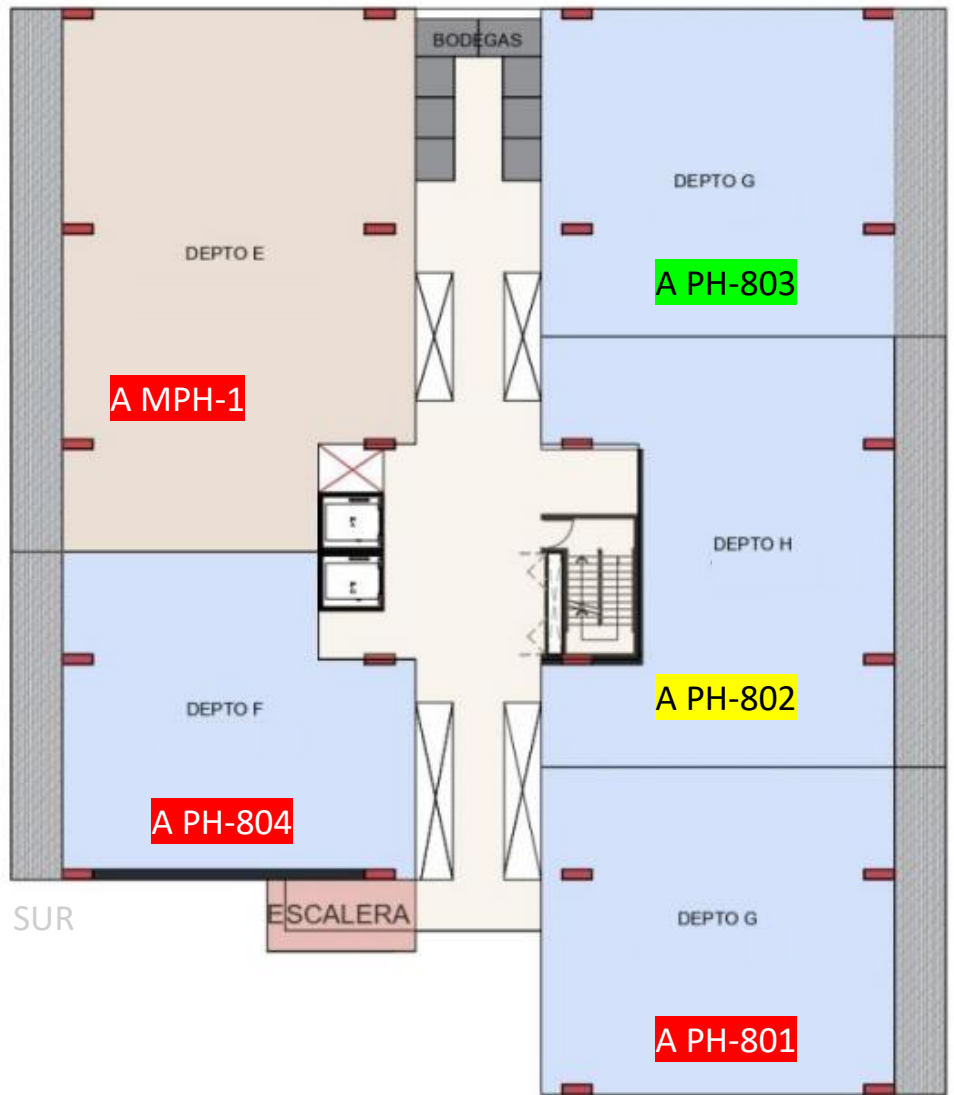 BODEGAS
DEPTO G
DEPTO E
A PH-803
A MPH-1
DEPTO H
A PH-802
DEPTO F
A PH-804
SUR
ESCALERA
DEPTO G
A PH-801